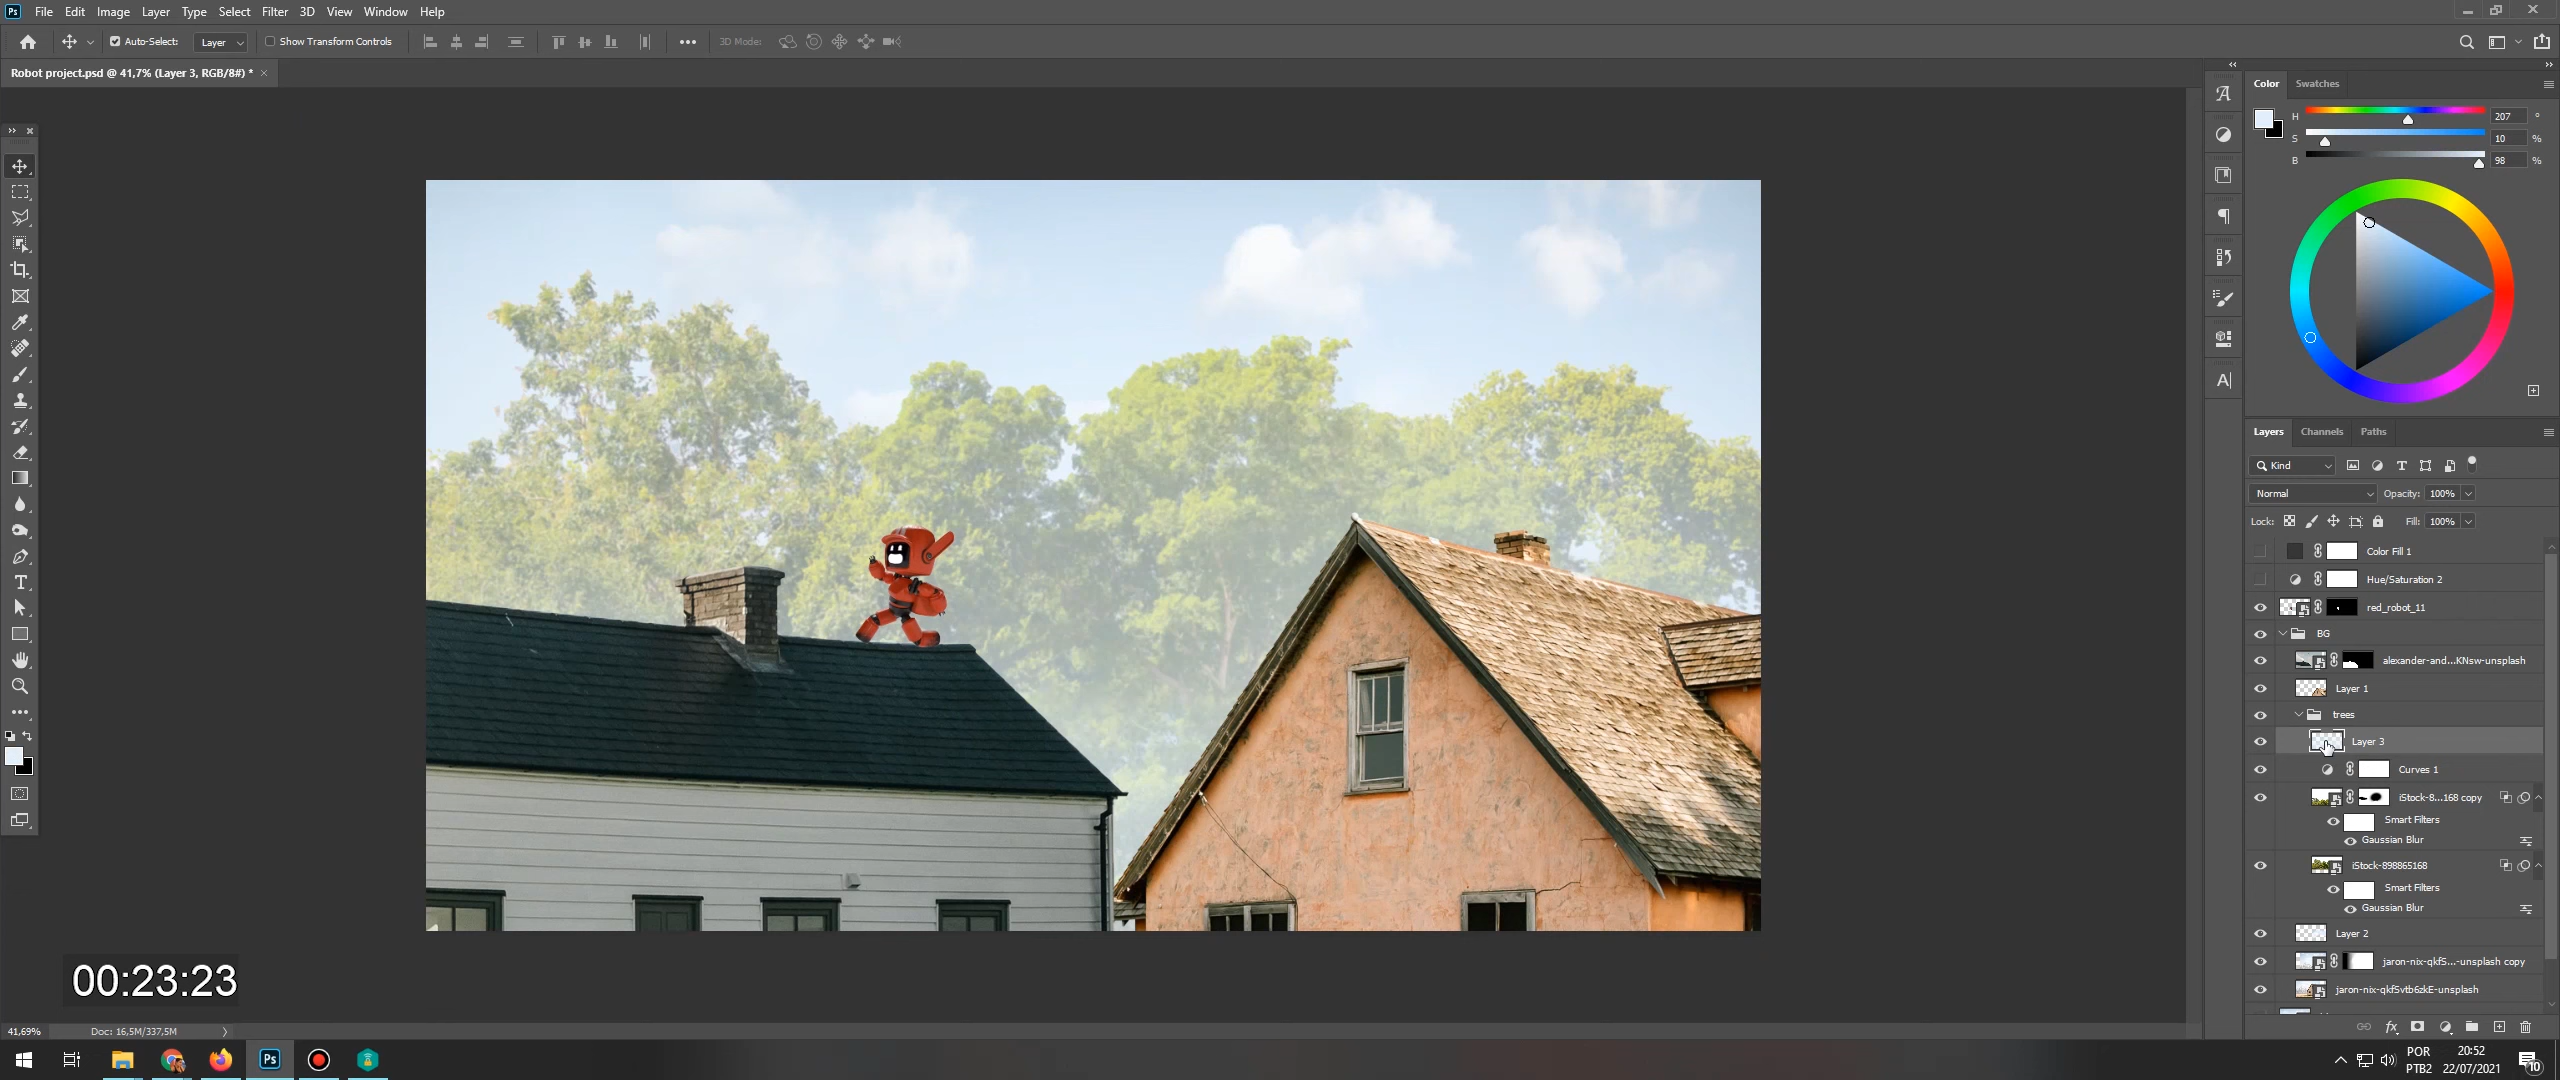 Ps File Edit Image Layer Type Select Filter 3D View Window Help
Auto-Select: Layer Show Transform Controls 3D Mode:
Robot project.psd @ 41,7% (Layer 3, RGB/8#) *
Color Swatches
H 207 °
S 10 %
B 98 %
Layers Channels Paths
Kind
Normal Opacity: 100%
Lock: Fill: 100%
Color Fill 1
Hue/Saturation 2
red_robot_11
BG
alexander-and...KNsw-unsplash
Layer 1
trees
Layer 3
Curves 1
iStock-8...168 copy
Smart Filters
Gaussian Blur
iStock-898865168
Smart Filters
Gaussian Blur
Layer 2
jaron-nix-qkfS...-unsplash copy
jaron-nix-qkfSvtb6zkE-unsplash
00:23:23
41,69% Doc: 16,5M/337,5M
Ps
POR
PTB2
20:52
22/07/2021
10